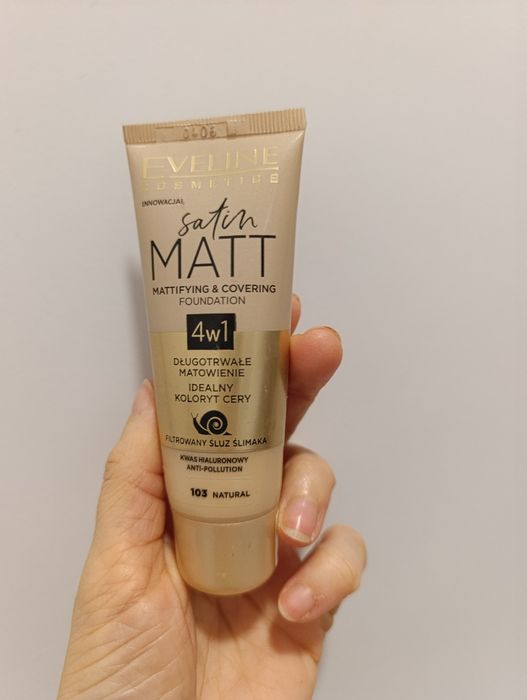 0406
EVELINE
COSMETICS
INNOWACJA!
satin
MATT
MATTIFYING & COVERING
FOUNDATION
4w1
DŁUGOTRWAŁE
MATOWIENIE
IDEALNY
KOLORYT CERY
FILTROWANY ŚLUZ ŚLIMAKA
KWAS HIALURONOWY
ANTI-POLLUTION
103 NATURAL